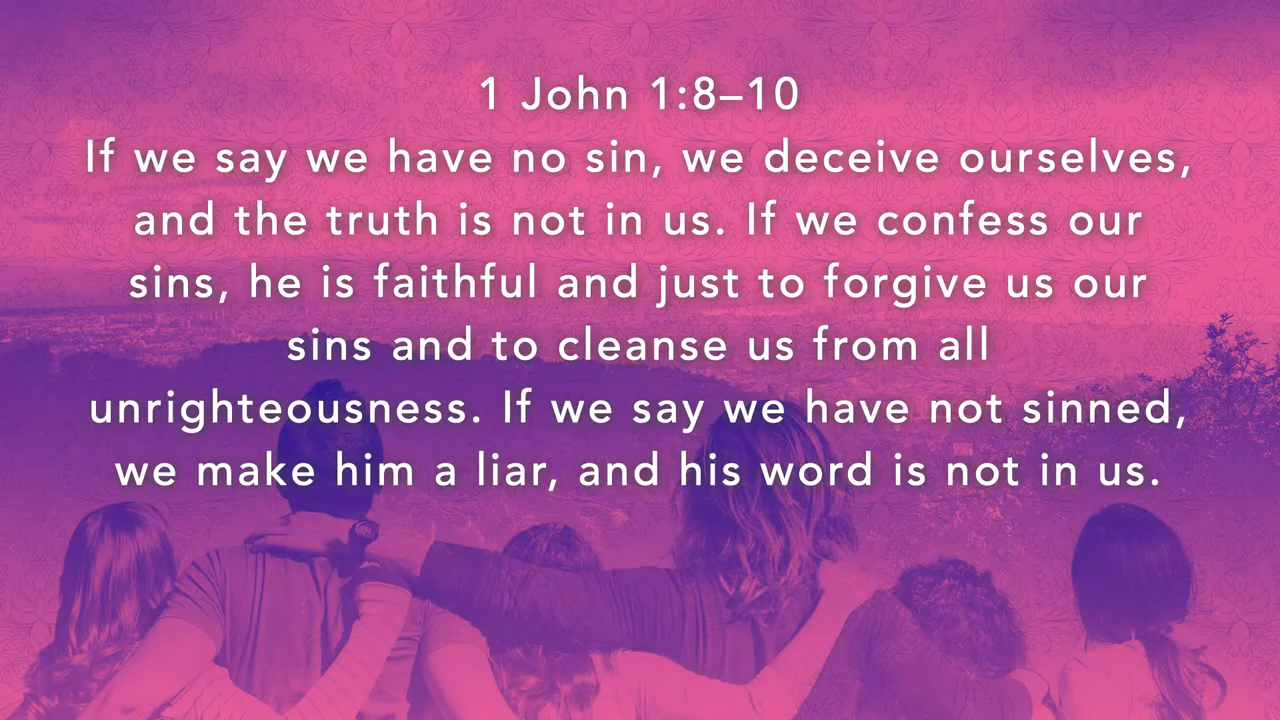 1 John 1:8–10
If we say we have no sin, we deceive ourselves,
and the truth is not in us. If we confess our
sins, he is faithful and just to forgive us our
sins and to cleanse us from all
unrighteousness. If we say we have not sinned,
we make him a liar, and his word is not in us.